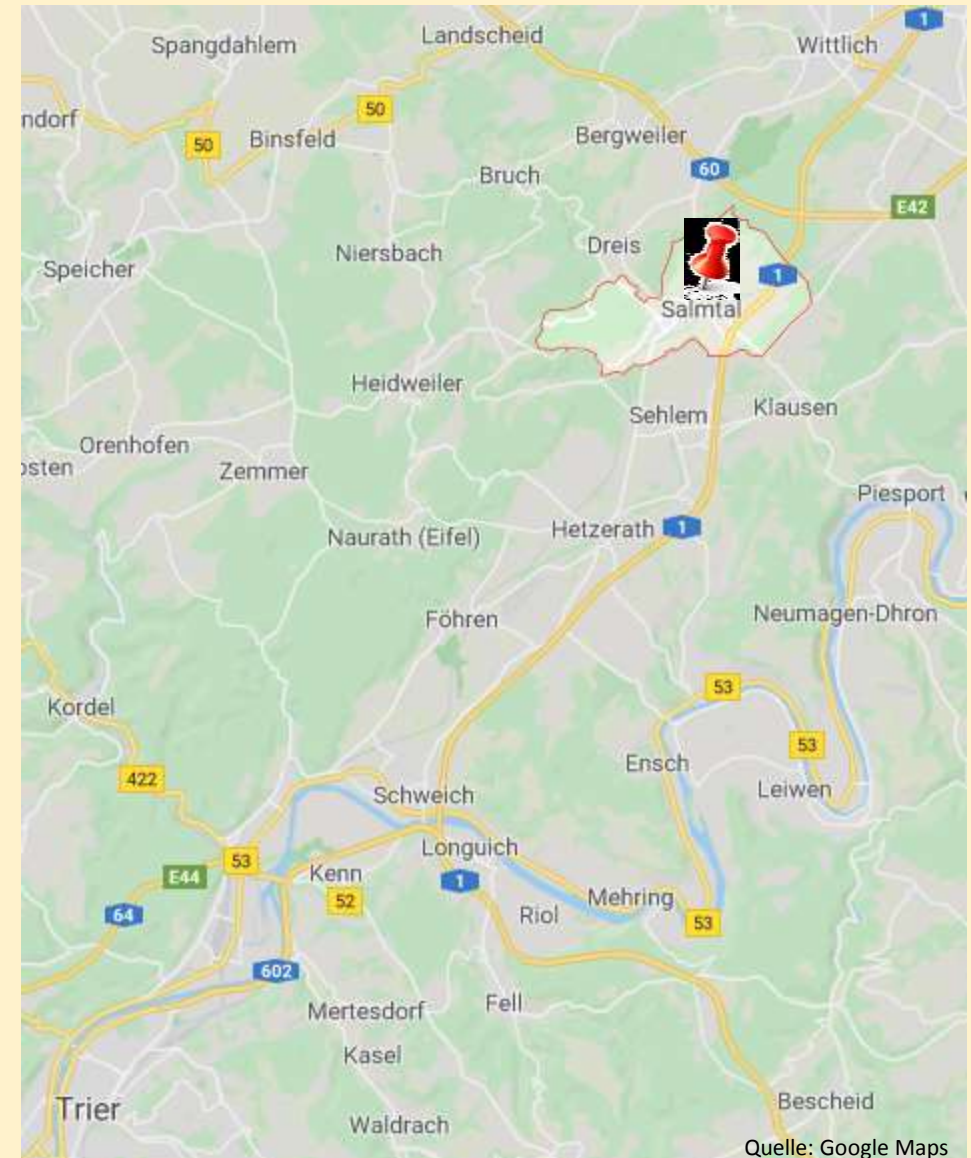 1
Landscheid
Spangdahlem
Wittlich
50
ndorf
Bergweiler
50
Binsfeld
60
Bruch
E42
Dreis
Niersbach
Speicher
1
Salmtal
Heidweiler
Klausen
Sehlem
Orenhofen
osten
Zemmer
Piesport
Hetzerath
1
Naurath (Eifel)
Neumagen-Dhron
Föhren
53
Kordel
53
Ensch
422
Leiwen
Schweich
Longuich
53
Kenn
E44
1
52
Mehring
64
Riol
53
602
Fell
Mertesdorf
Kasel
Bescheid
Trier
Waldrach
Quelle: Google Maps